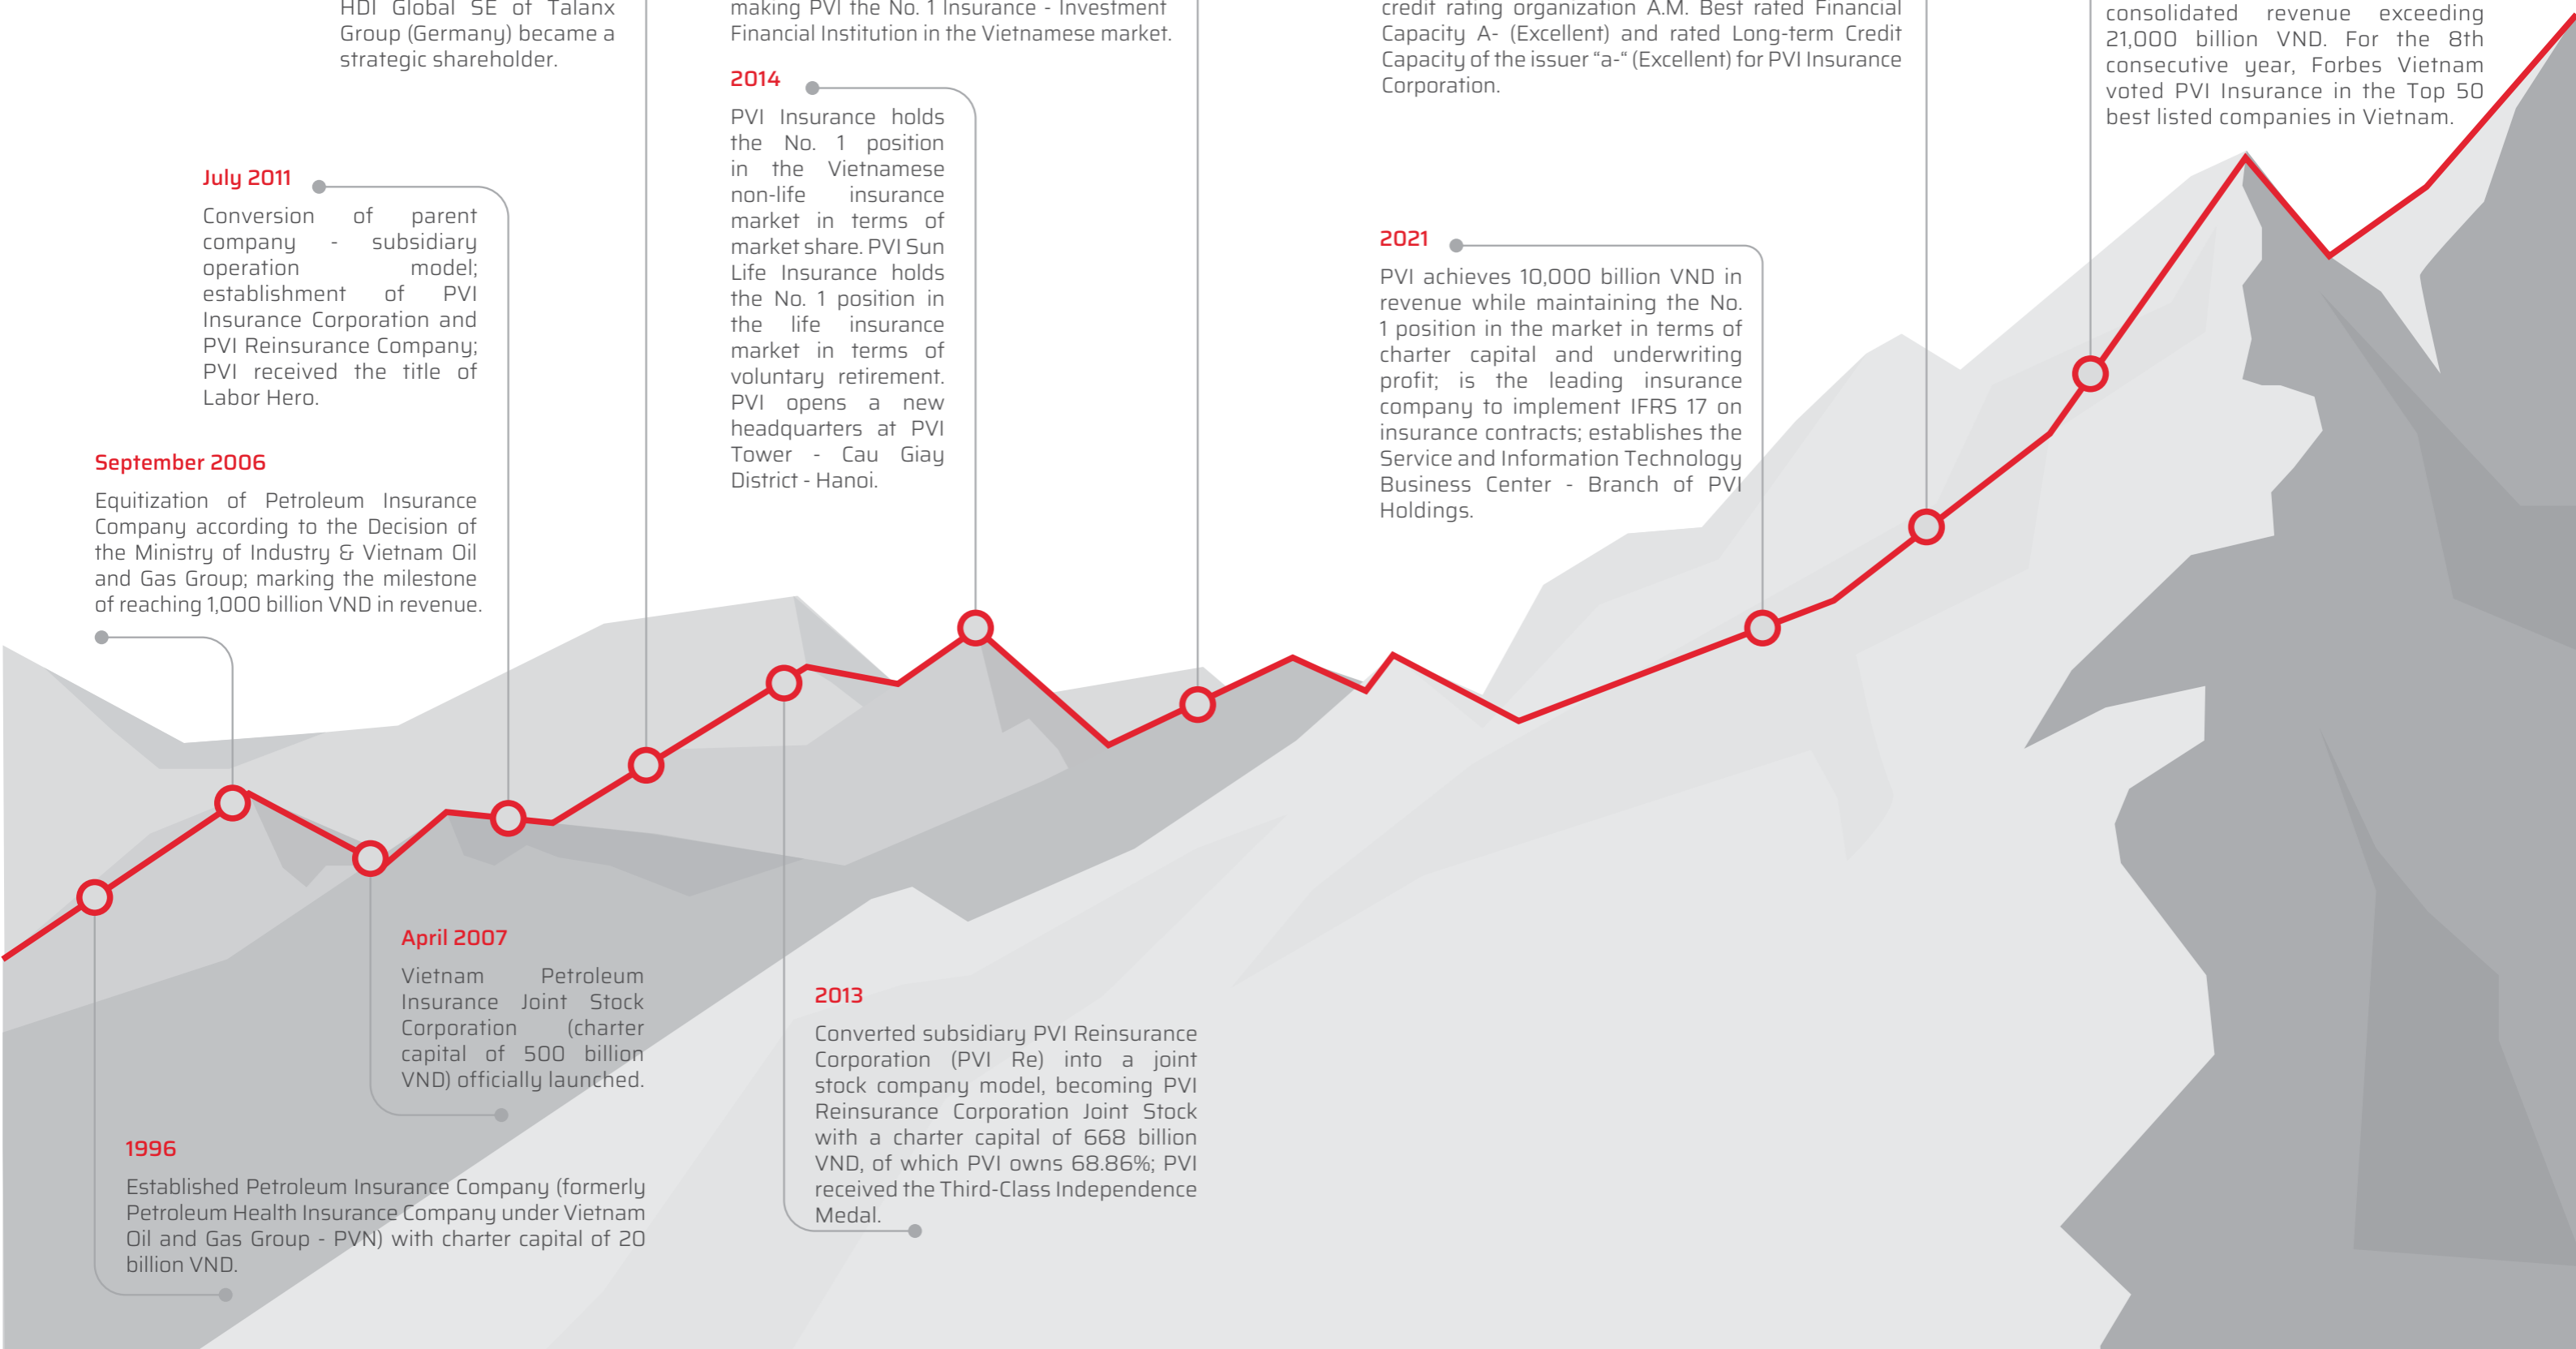 HDI Global SE of Talanx
Group (Germany) became a
strategic shareholder.
making PVI the No. 1 Insurance - Investment
Financial Institution in the Vietnamese market.
credit rating organization A.M. Best rated Financial
Capacity A- (Excellent) and rated Long-term Credit
Capacity of the issuer “a-“ (Excellent) for PVI Insurance
Corporation.
consolidated revenue exceeding
21,000 billion VND. For the 8th
consecutive year, Forbes Vietnam
voted PVI Insurance in the Top 50
best listed companies in Vietnam.
2014
PVI Insurance holds
the No. 1 position
in the Vietnamese
non-life insurance
market in terms of
market share. PVI Sun
Life Insurance holds
the No. 1 position in
the life insurance
market in terms of
voluntary retirement.
PVI opens a new
headquarters at PVI
Tower - Cau Giay
District - Hanoi.
July 2011
Conversion of parent
company - subsidiary
operation model;
establishment of PVI
Insurance Corporation and
PVI Reinsurance Company;
PVI received the title of
Labor Hero.
2021
PVI achieves 10,000 billion VND in
revenue while maintaining the No.
1 position in the market in terms of
charter capital and underwriting
profit; is the leading insurance
company to implement IFRS 17 on
insurance contracts; establishes the
Service and Information Technology
Business Center - Branch of PVI
Holdings.
September 2006
Equitization of Petroleum Insurance
Company according to the Decision of
the Ministry of Industry & Vietnam Oil
and Gas Group; marking the milestone
of reaching 1,000 billion VND in revenue.
April 2007
Vietnam Petroleum
Insurance Joint Stock
Corporation (charter
capital of 500 billion
VND) officially launched.
2013
Converted subsidiary PVI Reinsurance
Corporation (PVI Re) into a joint
stock company model, becoming PVI
Reinsurance Corporation Joint Stock
with a charter capital of 668 billion
VND, of which PVI owns 68.86%; PVI
received the Third-Class Independence
Medal.
1996
Established Petroleum Insurance Company (formerly
Petroleum Health Insurance Company under Vietnam
Oil and Gas Group - PVN) with charter capital of 20
billion VND.